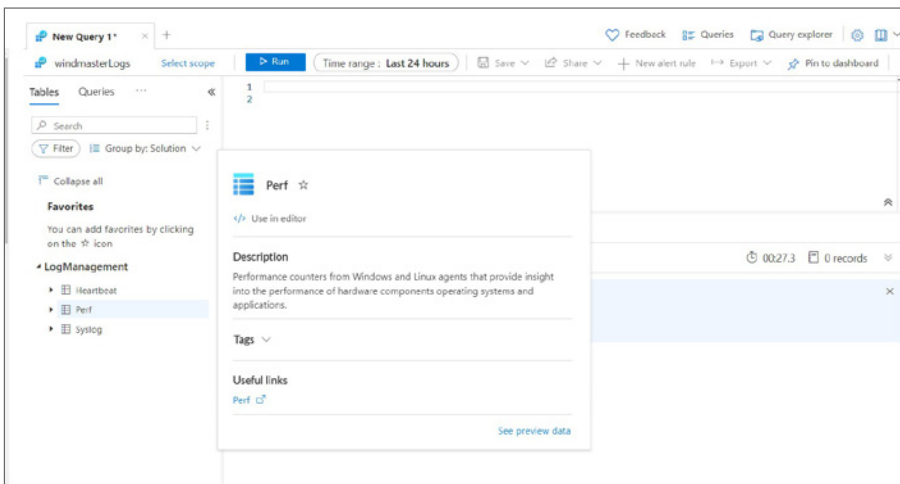 New Query 1*
Feedback Queries Query explorer
windmasterLogs Select scope Run Time range : Last 24 hours Save Share New alert rule Export Pin to dashboard
Tables Queries ...
1
2
Search
Filter Group by: Solution
Collapse all
Favorites
You can add favorites by clicking
on the ☆ icon
LogManagement
Heartbeat
Perf
Syslog
Perf
</> Use in editor
Description
Performance counters from Windows and Linux agents that provide insight
into the performance of hardware components operating systems and
applications.
Tags
Useful links
Perf
See preview data
00:27.3 0 records